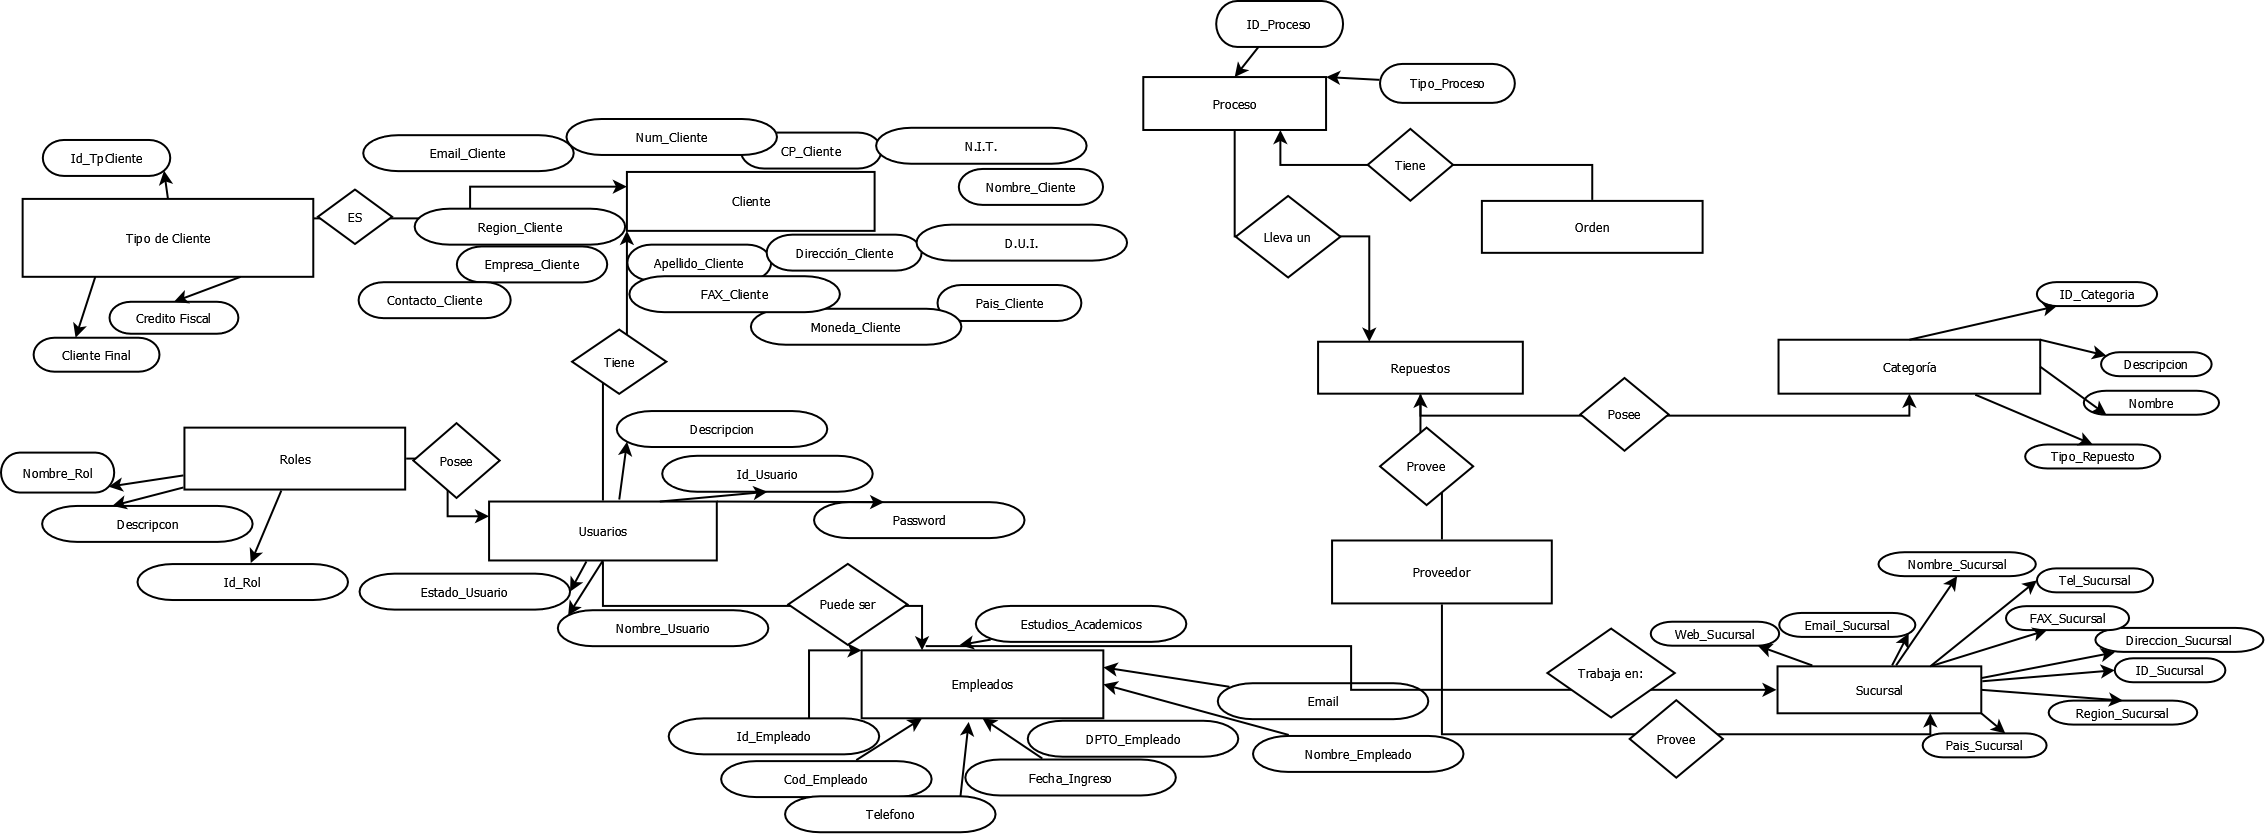 ID_Proceso
Tipo_Proceso
Proceso
Num_Cliente
Email_Cliente
CP_Cliente
N.I.T.
Id_TpCliente
Tiene
Nombre_Cliente
Cliente
ES
Region_Cliente
Orden
Tipo de Cliente
Lleva un
D.U.I.
Dirección_Cliente
Empresa_Cliente
Apellido_Cliente
FAX_Cliente
ID_Categoria
Contacto_Cliente
Pais_Cliente
Credito Fiscal
Moneda_Cliente
Cliente Final
Tiene
Repuestos
Categoría
Descripcion
Nombre
Posee
Descripcion
Roles
Posee
Provee
Tipo_Repuesto
Nombre_Rol
Id_Usuario
Descripcon
Password
Usuarios
Id_Rol
Proveedor
Nombre_Sucursal
Tel_Sucursal
Estado_Usuario
Puede ser
FAX_Sucursal
Estudios_Academicos
Email_Sucursal
Nombre_Usuario
Web_Sucursal
Direccion_Sucursal
Trabaja en:
ID_Sucursal
Empleados
Sucursal
Email
Region_Sucursal
Id_Empleado
DPTO_Empleado
Provee
Pais_Sucursal
Nombre_Empleado
Cod_Empleado
Fecha_Ingreso
Telefono